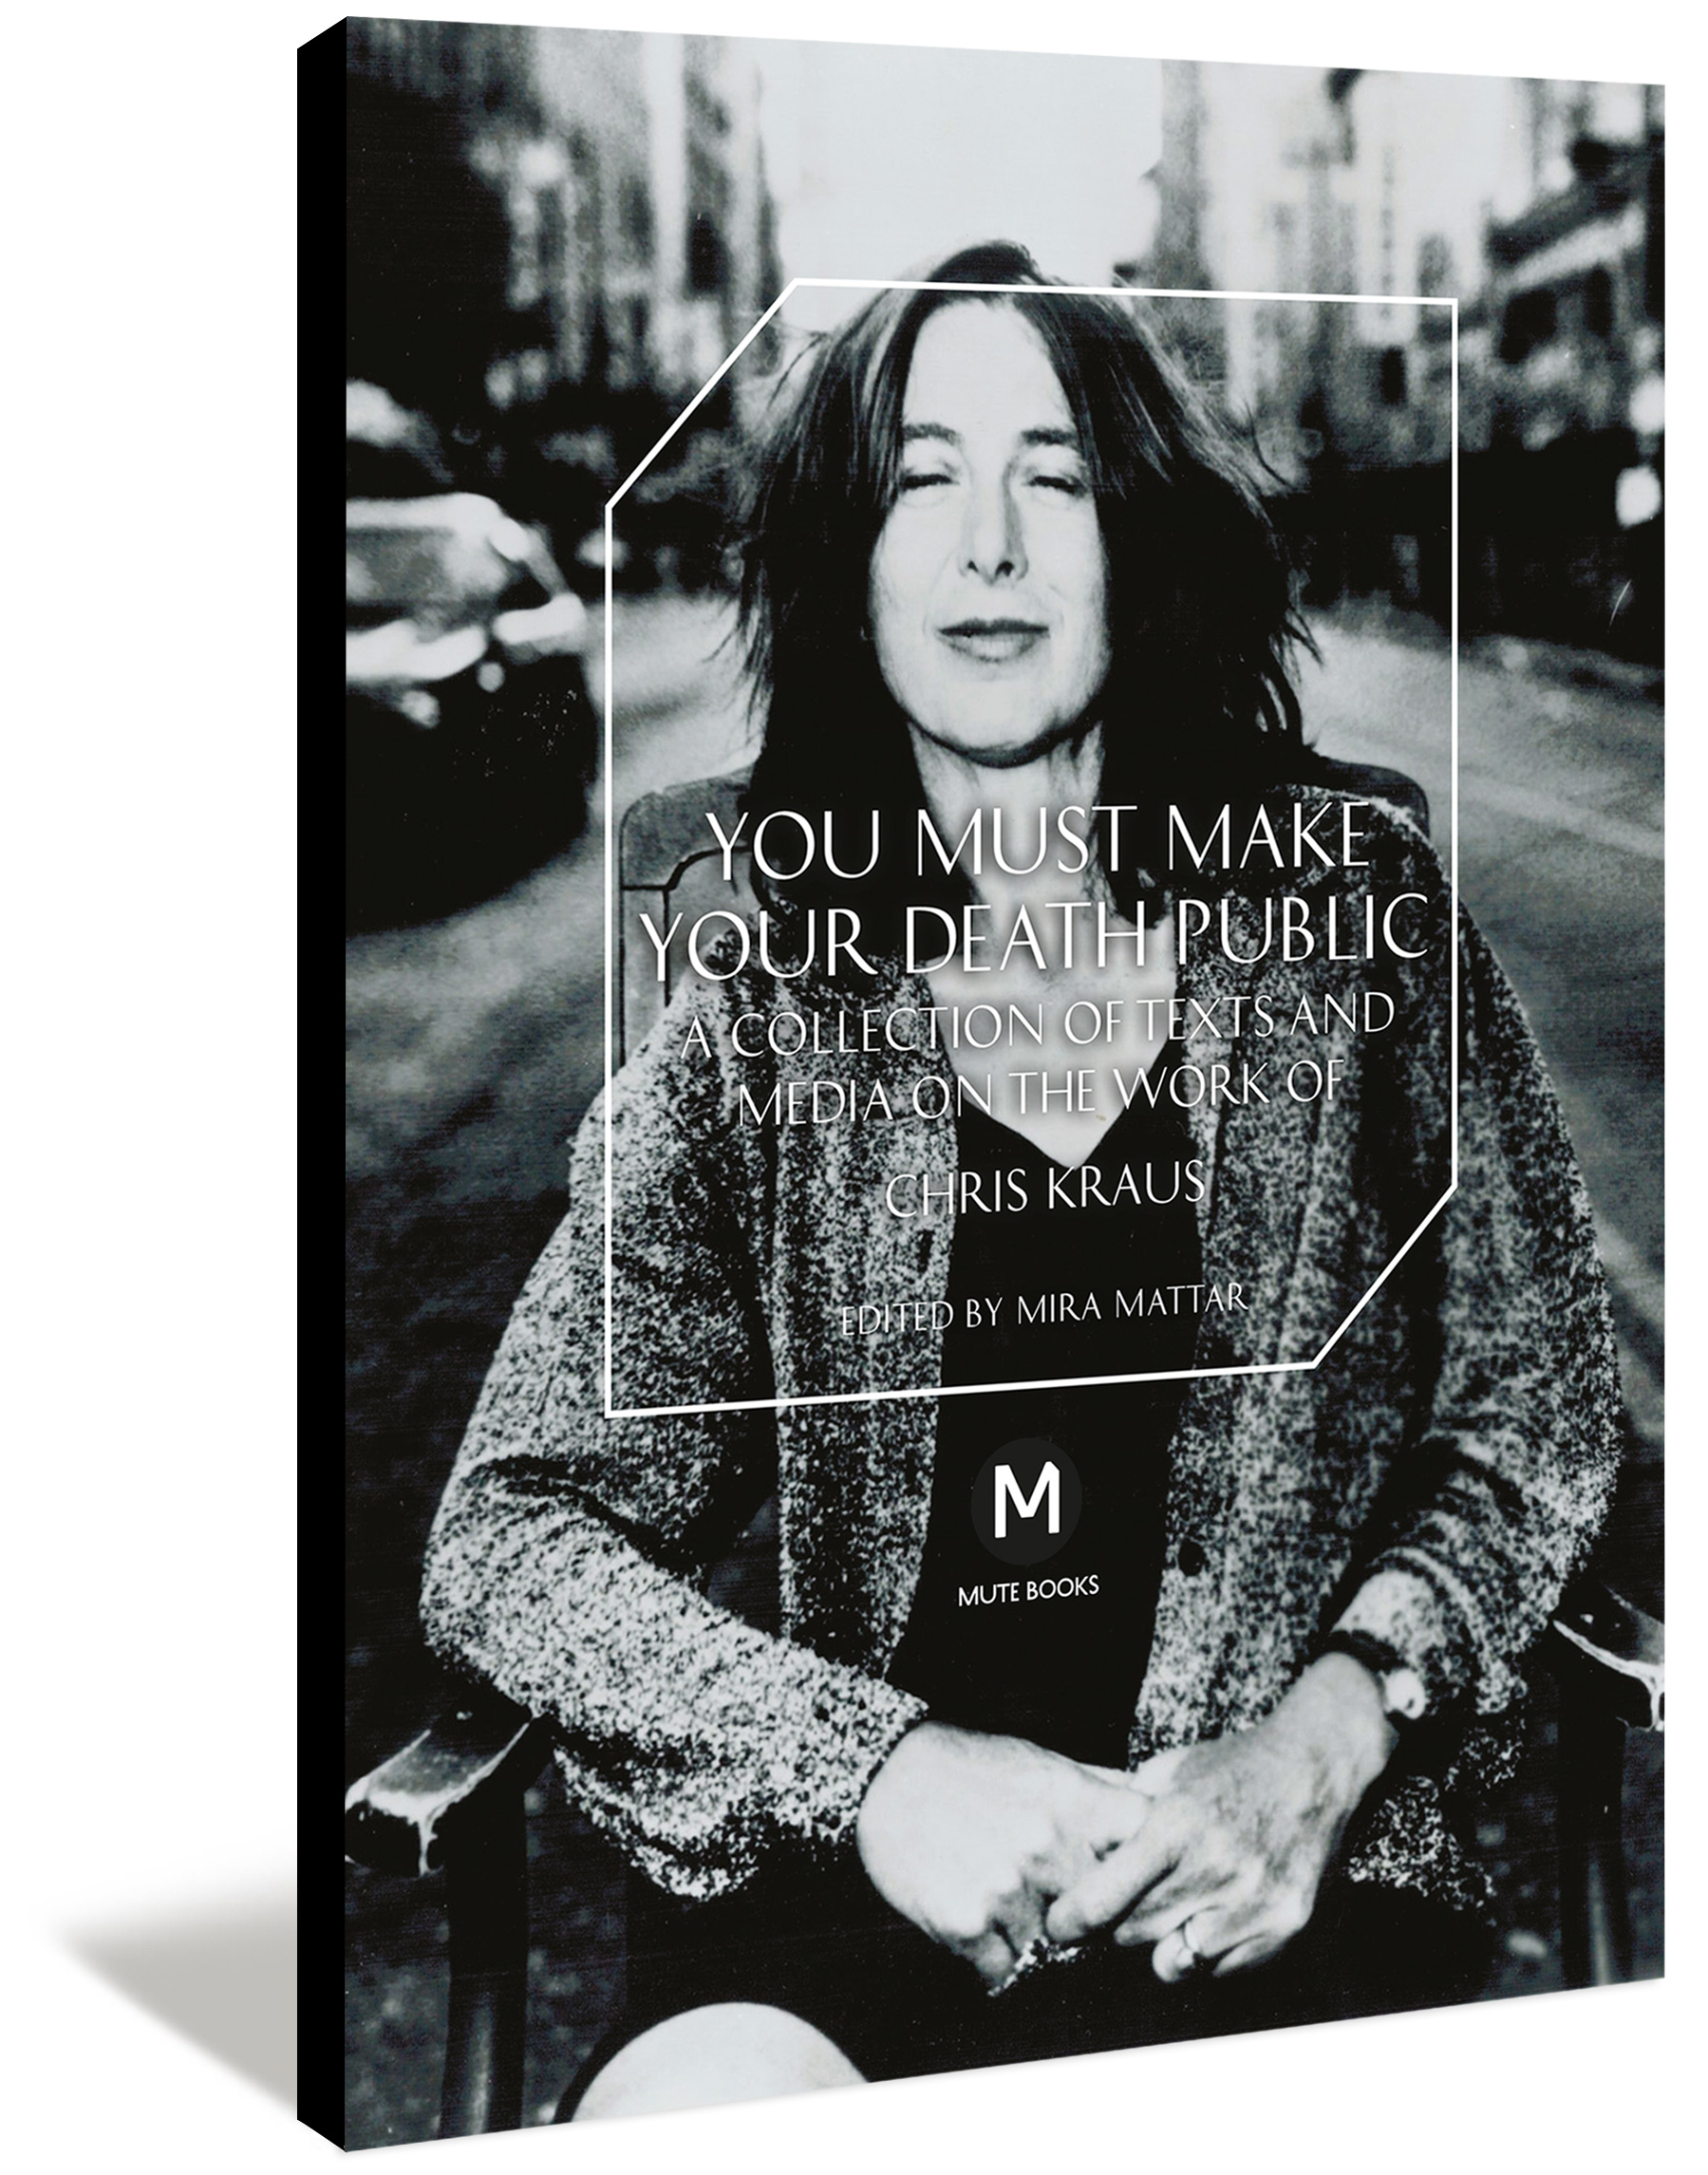 YOU MUST MAKE
YOUR DEATH PUBLIC
A COLLECTION OF TEXTS AND
MEDIA ON THE WORK OF
CHRIS KRAUS
EDITED BY MIRA MATTAR
M
MUTE BOOKS